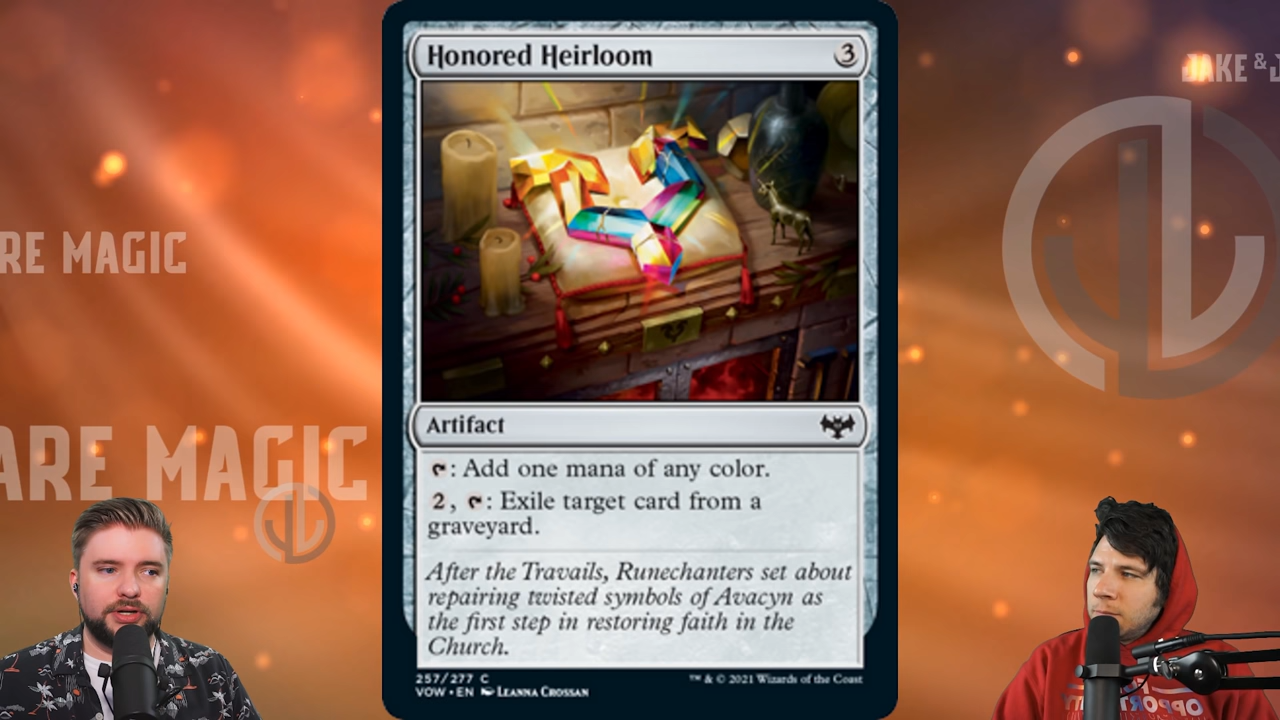 Honored Heirloom 3
JAKE & J
RE MAGIC
ARE MAGIC
Artifact
: Add one mana of any color.
2, : Exile target card from a
graveyard.
After the Travails, Runechanters set about
repairing twisted symbols of Avacyn as
the first step in restoring faith in the
Church.
257/277 C
VOW • EN LEANNA CROSSAN
™ & © 2021 Wizards of the Coast